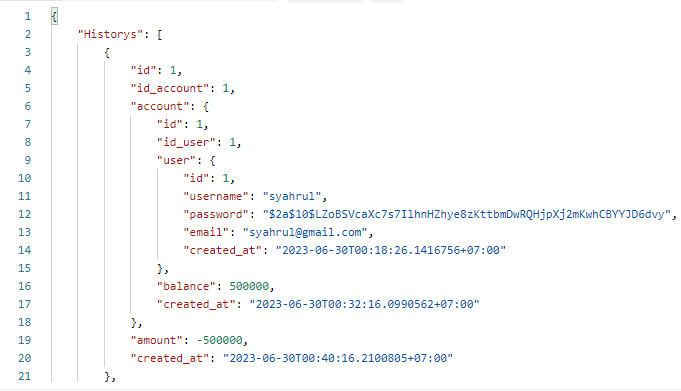 1 {
2 "Historys": [
3 {
4 "id": 1,
5 "id_account": 1,
6 "account": {
7 "id": 1,
8 "id_user": 1,
9 "user": {
10 "id": 1,
11 "username": "syahrul",
12 "password": "$2a$10$LZoBSVcaXc7s7IlhnHZhye8zKttbmDwRQHjpXj2mKwhCBYYJD6dvy",
13 "email": "syahrul@gmail.com",
14 "created_at": "2023-06-30T00:18:26.1416756+07:00"
15 },
16 "balance": 500000,
17 "created_at": "2023-06-30T00:32:16.0990562+07:00"
18 },
19 "amount": -500000,
20 "created_at": "2023-06-30T00:40:16.2100805+07:00"
21 },